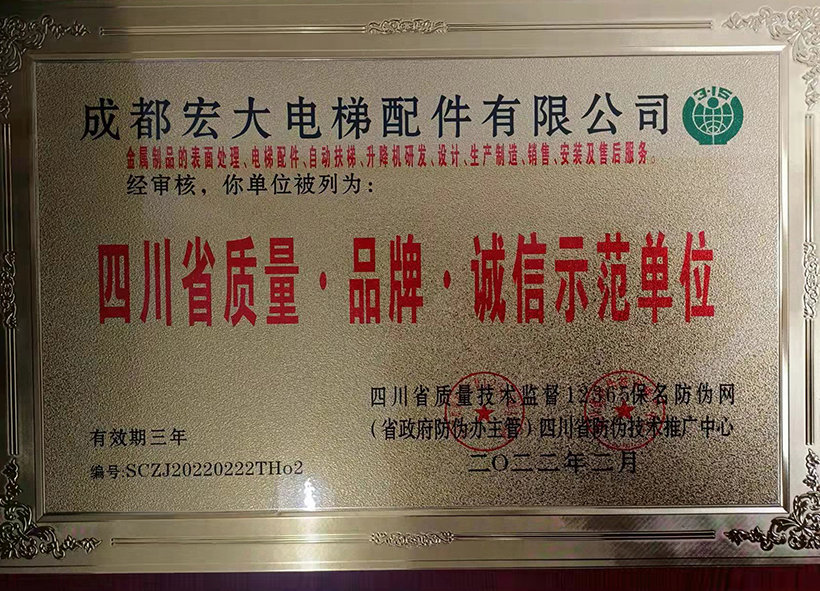 成都宏大电梯配件有限公司
3·15
金属制品的表面处理、电梯配件、自动扶梯、升降机研发、设计、生产制造、销售、安装及售后服务。
经审核，你单位被列为：
四川省质量·品牌·诚信示范单位
四川省质量技术监督12365保名防伪网
(省政府防伪办主管)四川省防伪技术推广中心
二〇二二年二月
有效期三年
编号:SCZJ20220222THo2